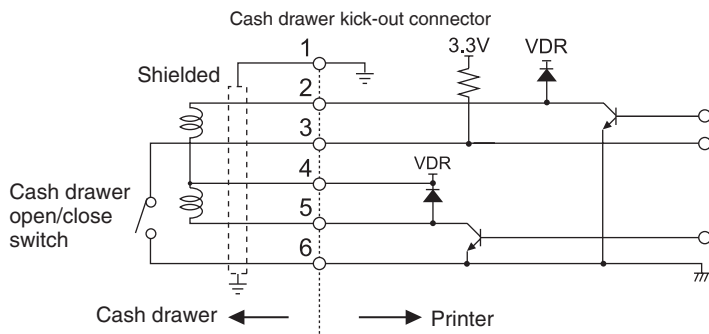 Cash drawer kick-out connector
1
3.3V
VDR
Shielded
2
3
4
VDR
Cash drawer
open/close
switch
5
6
Cash drawer
Printer